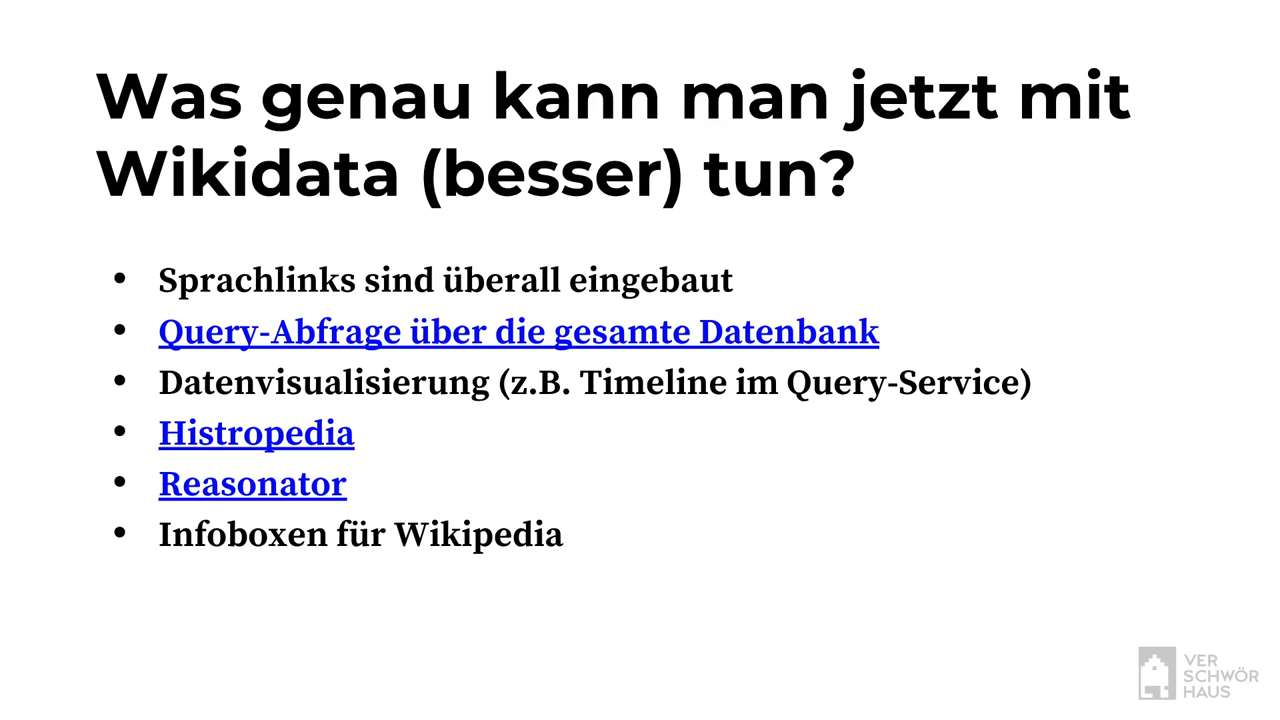 Was genau kann man jetzt mit
Wikidata (besser) tun?
• Sprachlinks sind überall eingebaut
• Query-Abfrage über die gesamte Datenbank
• Datenvisualisierung (z.B. Timeline im Query-Service)
• Histropedia
• Reasonator
• Infoboxen für Wikipedia
VER
SCHWÖR
HAUS